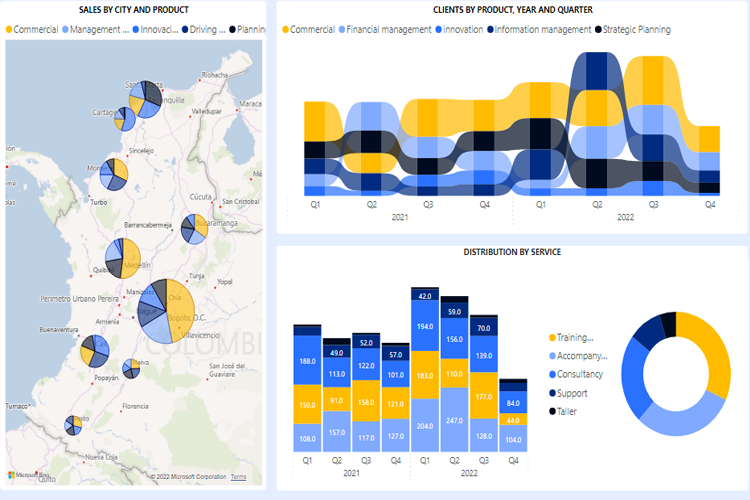 SALES BY CITY AND PRODUCT
Commercial Management ... Innovaci... Driving ... Plannin
Riohacha
Santa
Barranquilla
Maraca
Cartage
Valledupar
Sincelejo
Monte
Turbo
Cúcuta
San Cristobal
Barrancabermeja
Bucaramanga
Medellín
Quibdó
Tunja
Yopal
Manizales
Chía
Perimetro Urbano Pereira
Ibague
Bogota, D.C.
Armenia
Villavicencio
Buenaventura
COLOMBI
Cali
Neiva
San José del
Guaviare
Popayán
Florencia
Tumaco
Pasto
Nueva Loja
Quito
Microsoft Bing
© 2022 Microsoft Corporation Terms
CLIENTS BY PRODUCT, YEAR AND QUARTER
Commercial Financial management Innovation Information management Strategic Planning
Q1 Q2 Q3 Q4 Q1 Q2 Q3 Q4
2021 2022
DISTRIBUTION BY SERVICE
42.0
59.0
194.0 70.0
52.0 156.0
49.0 57.0
188.0 113.0 122.0 101.0 139.0
183.0 110.0
150.0 91.0 158.0 121.0 177.0 84.0
44.0
108.0 157.0 117.0 127.0 204.0 247.0 128.0 104.0
Q1 Q2 Q3 Q4 Q1 Q2 Q3 Q4
2021 2022
Training...
Accompany...
Consultancy
Support
Taller